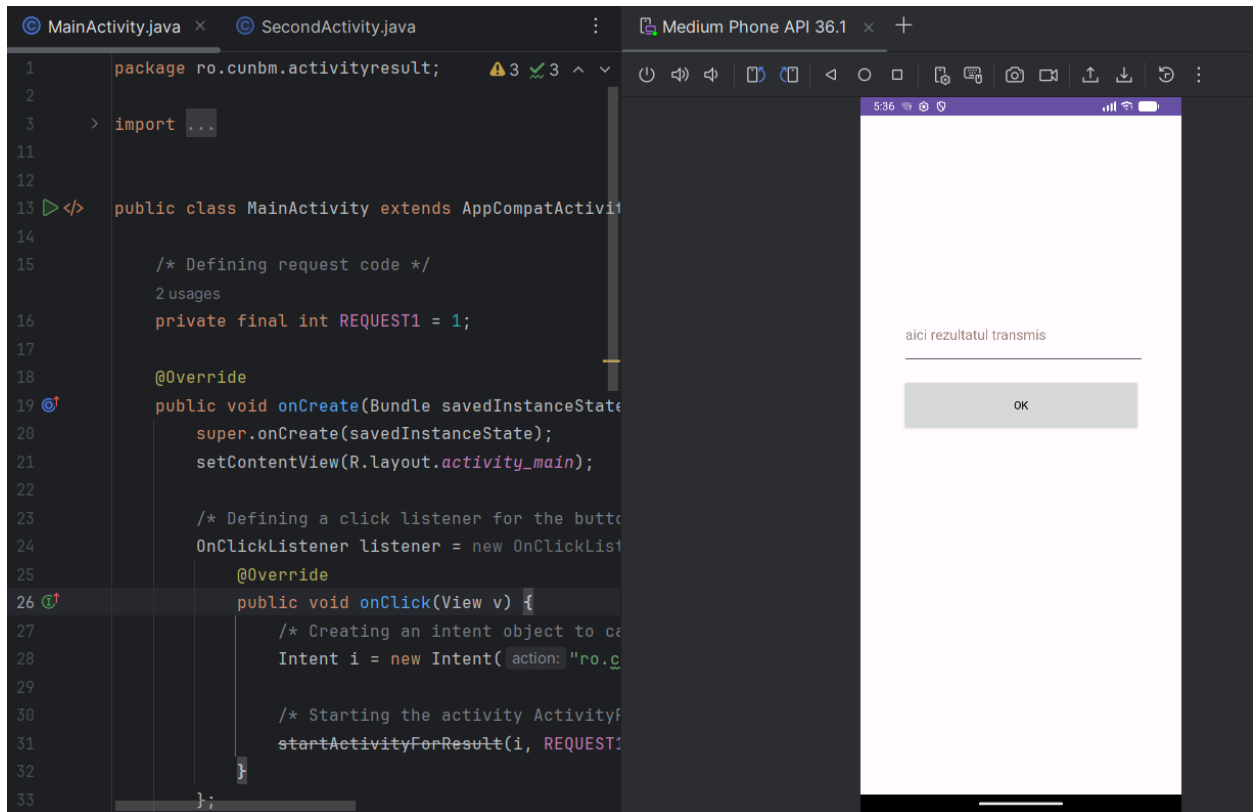 MainActivity.java
SecondActivity.java
Medium Phone API 36.1
1 package ro.cunbm.activityresult;
3
3
2
3 import ...
11
12
13 public class MainActivity extends AppCompatActivit
14
15 /* Defining request code */
2 usages
16 private final int REQUEST1 = 1;
17
18 @Override
19 public void onCreate(Bundle savedInstanceState
20 super.onCreate(savedInstanceState);
21 setContentView(R.layout.activity_main);
22
23 /* Defining a click listener for the butto
24 OnClickListener listener = new OnClickList
25 @Override
26 public void onClick(View v) {
27 /* Creating an intent object to ca
28 Intent i = new Intent( action: "ro.c
29
30 /* Starting the activity ActivityR
31 startActivityForResult(i, REQUEST1
32 }
33 };
5:36
aici rezultatul transmis
OK